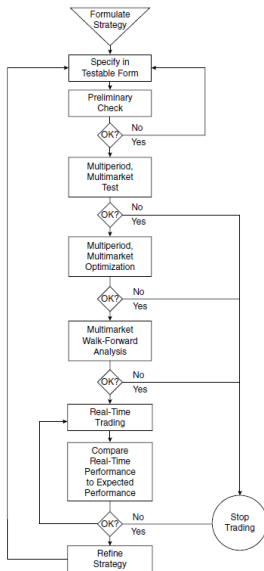 Formulate
Strategy
Specify in
Testable Form
Preliminary
Check
OK?
No
Yes
Multiperiod,
Multimarket
Test
OK?
No
Yes
Multiperiod,
Multimarket
Optimization
OK?
No
Yes
Multimarket
Walk-Forward
Analysis
OK?
No
Yes
Real-Time
Trading
Compare
Real-Time
Performance
to Expected
Performance
OK?
No
Yes
Stop
Trading
Refine
Strategy